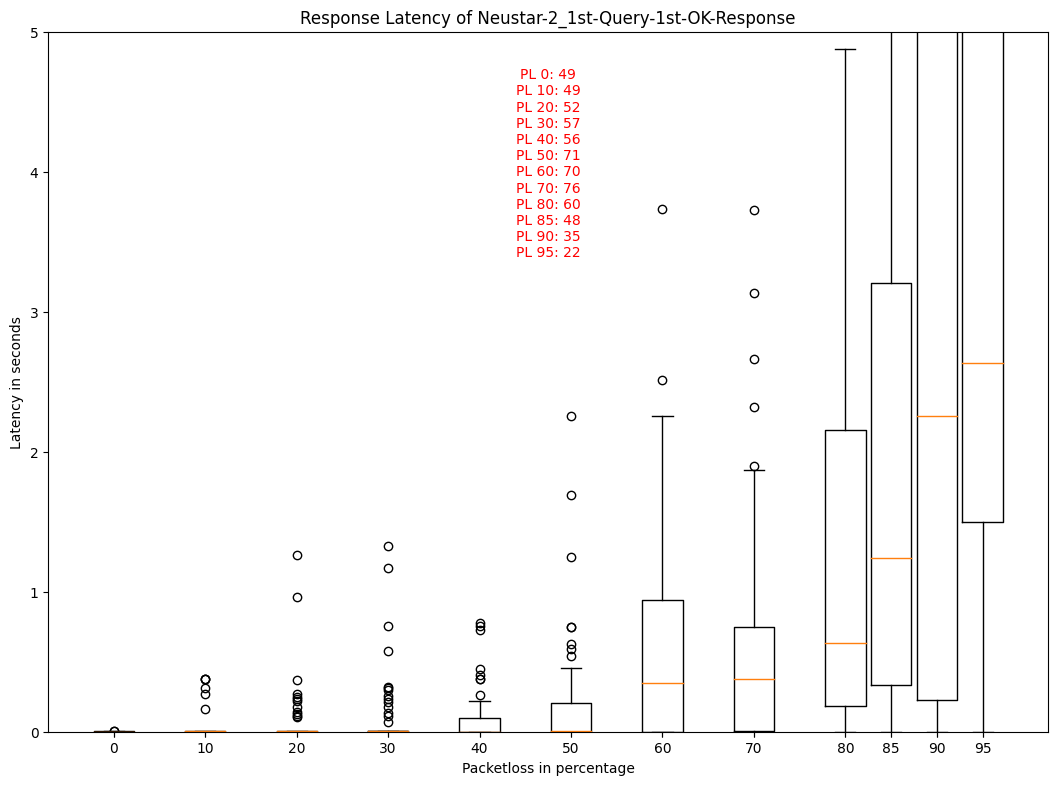 Response Latency of Neustar-2_1st-Query-1st-OK-Response
5
4
3
2
1
0
Latency in seconds
PL 0: 49
PL 10: 49
PL 20: 52
PL 30: 57
PL 40: 56
PL 50: 71
PL 60: 70
PL 70: 76
PL 80: 60
PL 85: 48
PL 90: 35
PL 95: 22
0 10 20 30 40 50 60 70 80 85 90 95
Packetloss in percentage